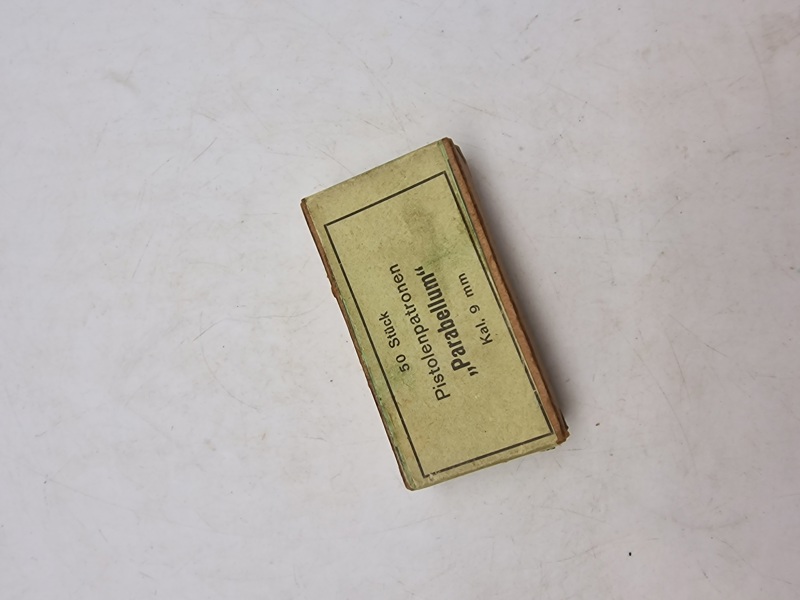 50 Stück
Pistolenpatronen
„Parabellum“
Kal. 9 mm